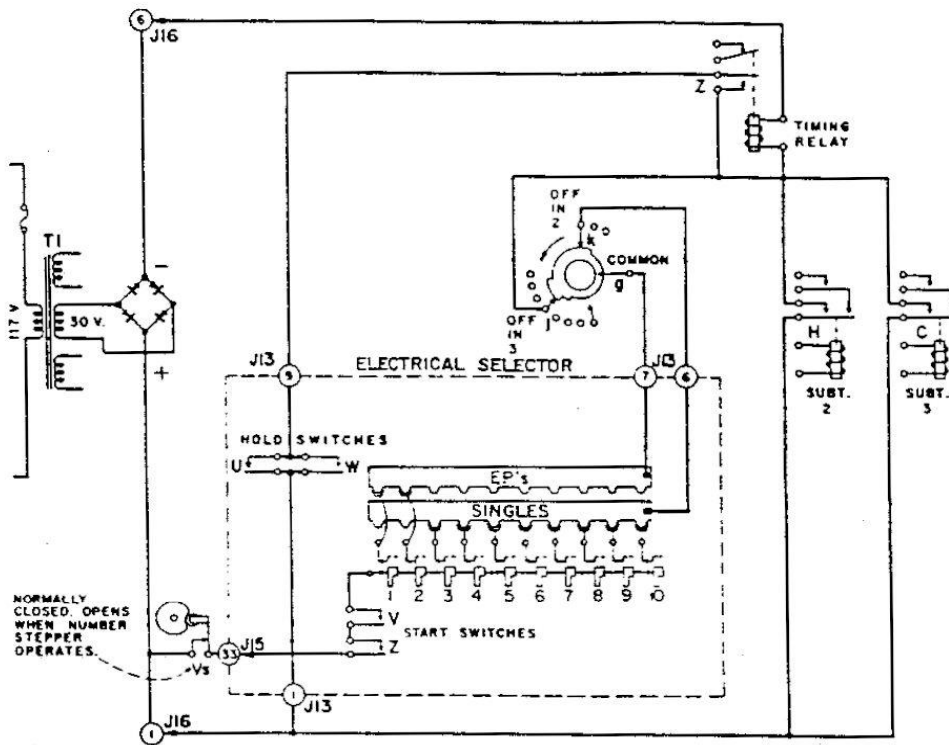 6
J16
Z
TIMING
RELAY
OFF
IN
2
k
COMMON
g
j
OFF
IN
3
117 V
T1
30 V.
−
+
J13
9
ELECTRICAL SELECTOR
7
J13
6
H
SUBT.
2
C
SUBT.
3
HOLD SWITCHES
U
W
EP's
SINGLES
1 2 3 4 5 6 7 8 9 10
V
START SWITCHES
Z
NORMALLY
CLOSED. OPENS
WHEN NUMBER
STEPPER
OPERATES.
Vs
33
J15
1
J13
1
J16